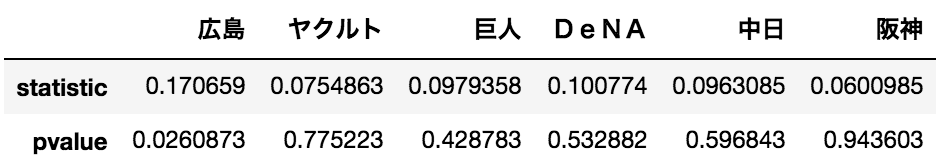 広島 ヤクルト 巨人 ＤｅＮＡ 中日 阪神
statistic 0.170659 0.0754863 0.0979358 0.100774 0.0963085 0.0600985
pvalue 0.0260873 0.775223 0.428783 0.532882 0.596843 0.943603